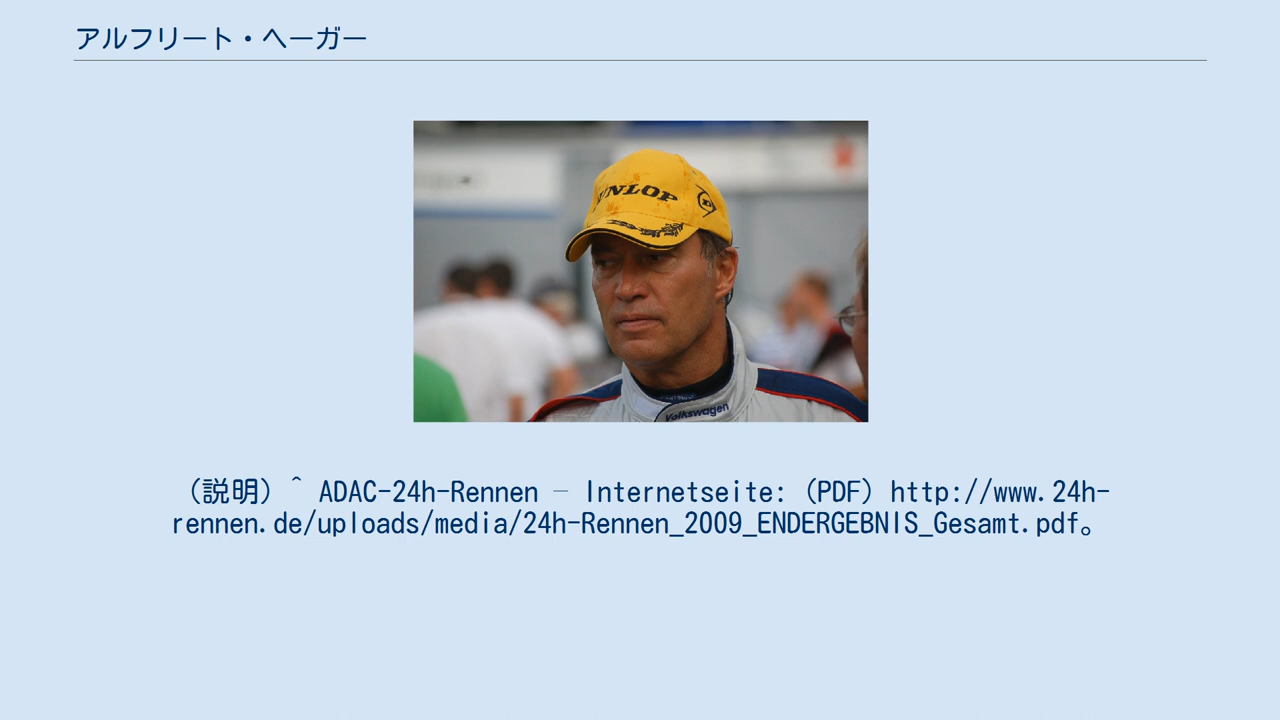 アルフリート・ヘーガー
DUNLOP
Volkswagen
（説明）^ ADAC-24h-Rennen – Internetseite:（PDF）http://www.24h-
rennen.de/uploads/media/24h-Rennen_2009_ENDERGEBNIS_Gesamt.pdf。